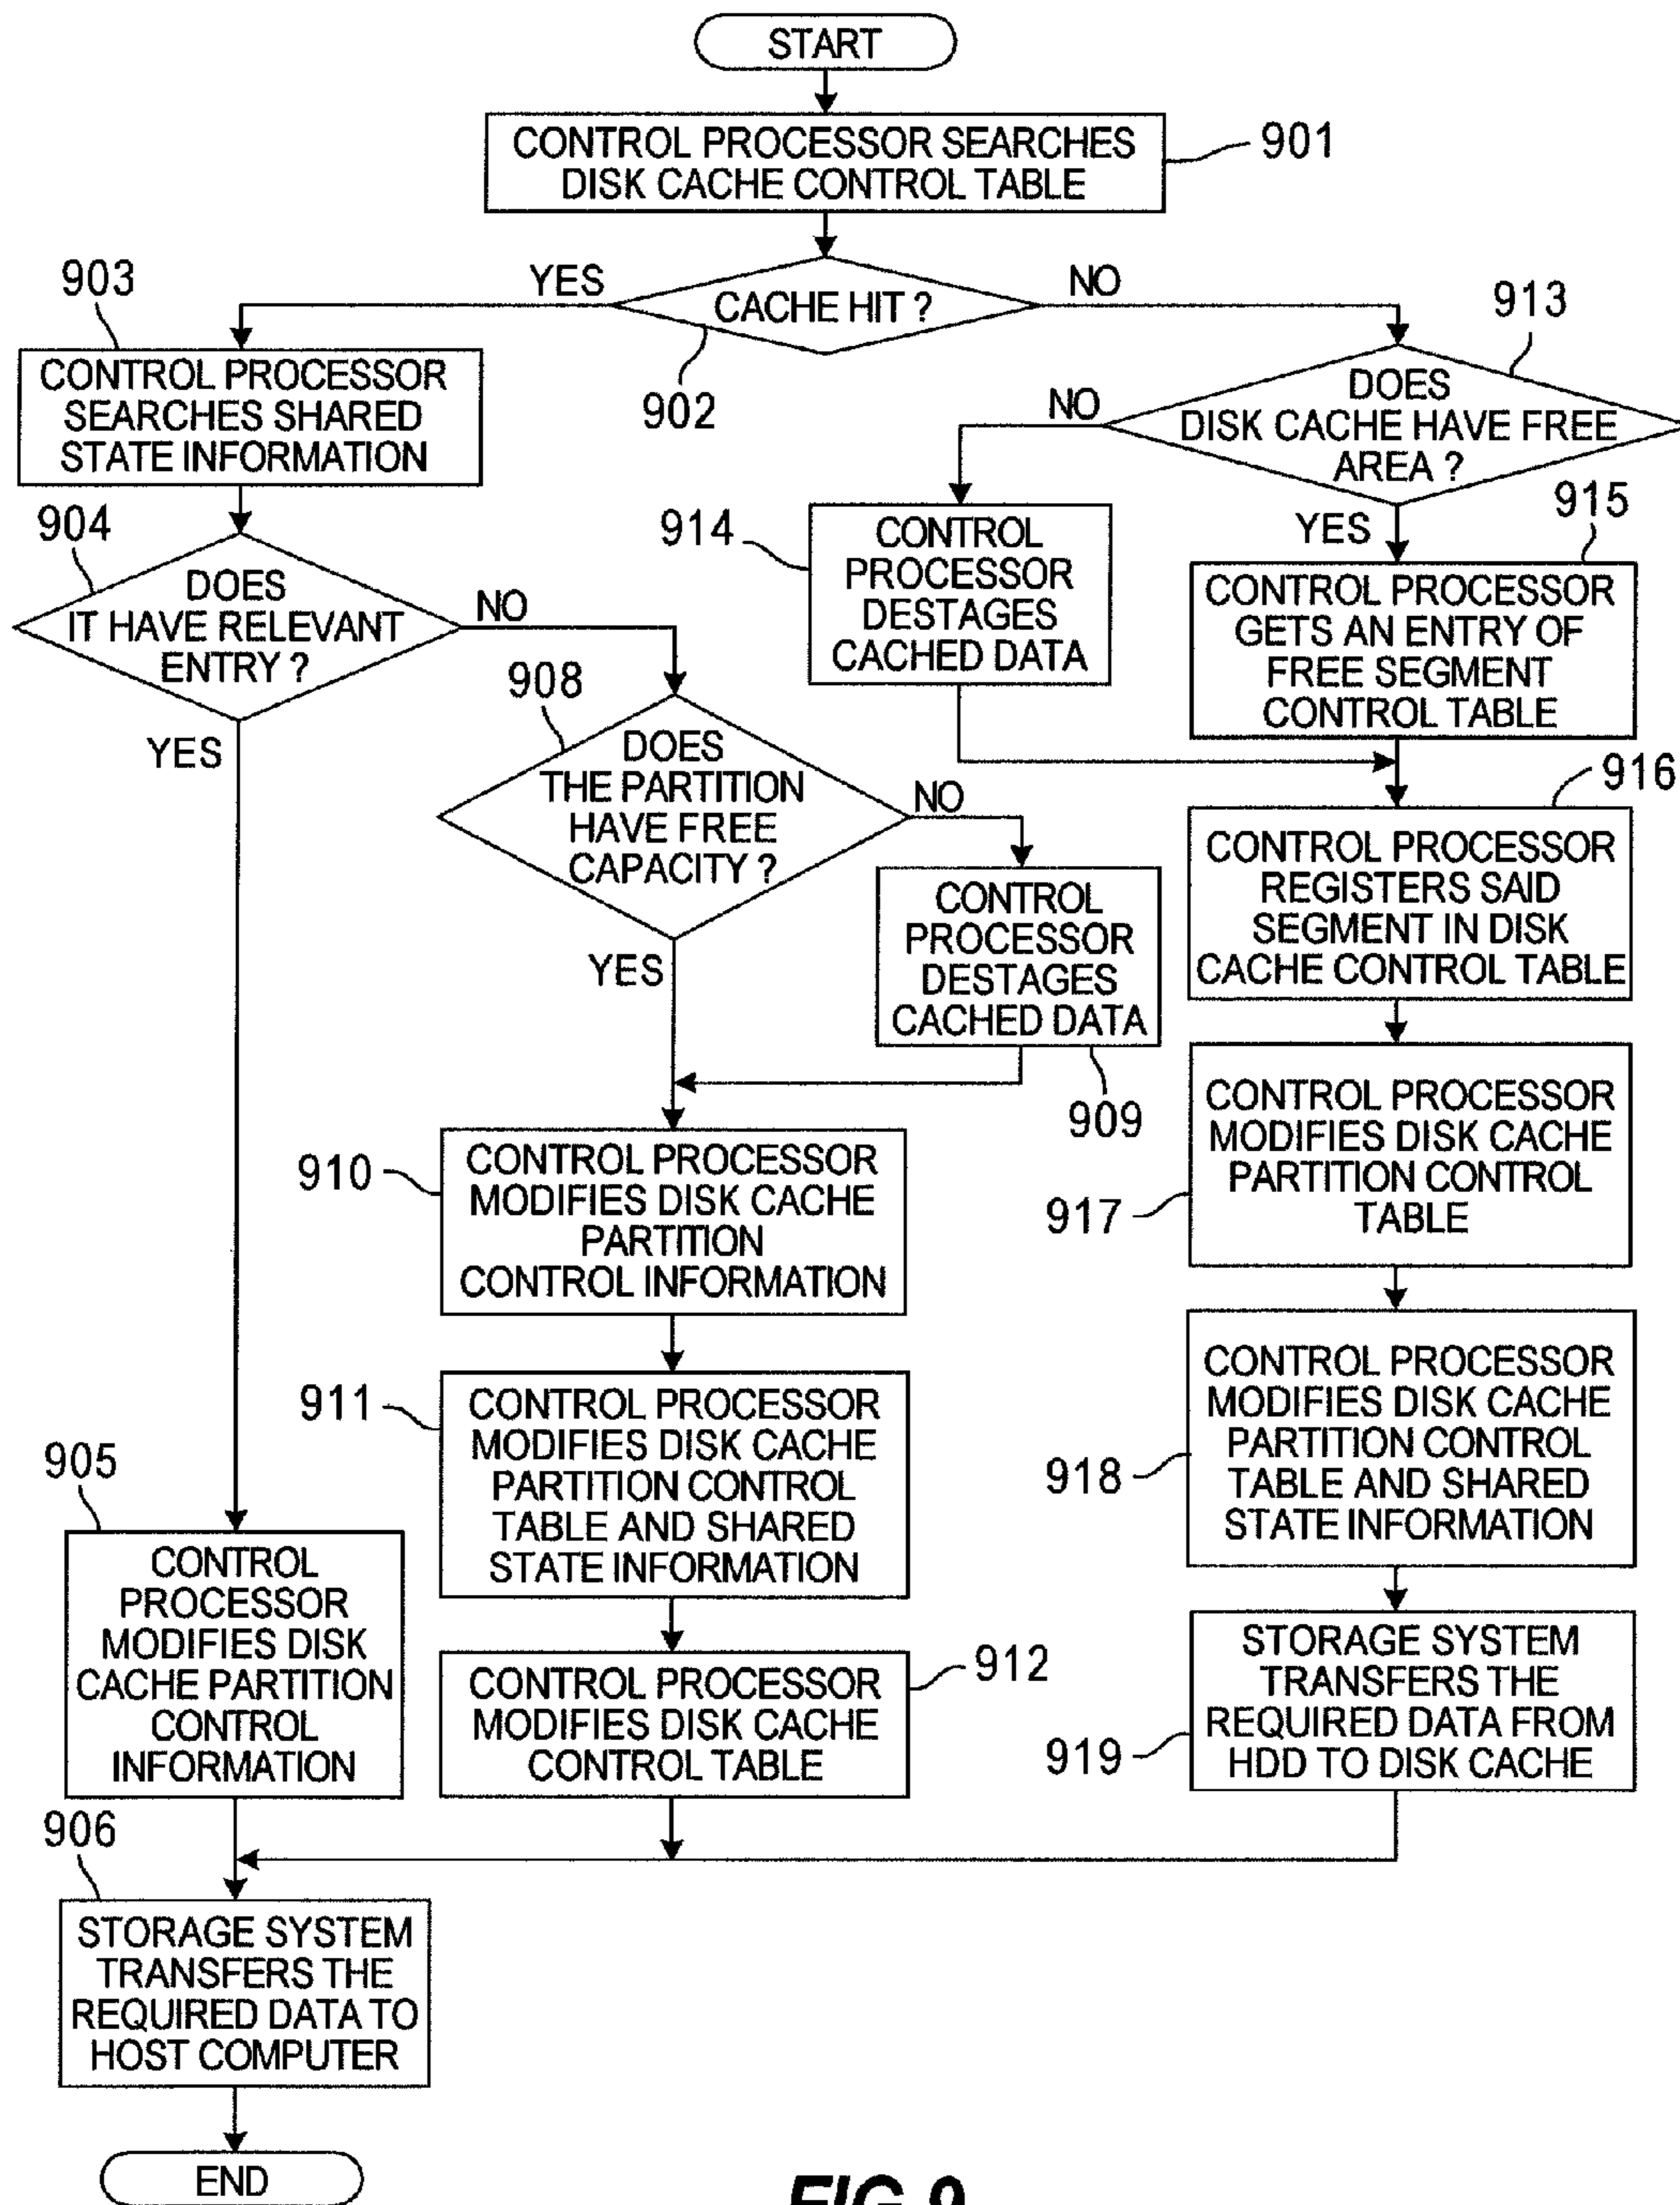 START
CONTROL PROCESSOR SEARCHES
DISK CACHE CONTROL TABLE
901
YES
CACHE HIT ?
NO
902
903
CONTROL PROCESSOR
SEARCHES SHARED
STATE INFORMATION
904
DOES
IT HAVE RELEVANT
ENTRY ?
NO
YES
913
DOES
DISK CACHE HAVE FREE
AREA ?
NO
YES
914
CONTROL
PROCESSOR
DESTAGES
CACHED DATA
915
CONTROL PROCESSOR
GETS AN ENTRY OF
FREE SEGMENT
CONTROL TABLE
908
DOES
THE PARTITION
HAVE FREE
CAPACITY ?
NO
YES
CONTROL
PROCESSOR
DESTAGES
CACHED DATA
909
916
CONTROL PROCESSOR
REGISTERS SAID
SEGMENT IN DISK
CACHE CONTROL TABLE
910
CONTROL PROCESSOR
MODIFIES DISK CACHE
PARTITION
CONTROL INFORMATION
917
CONTROL PROCESSOR
MODIFIES DISK CACHE
PARTITION CONTROL
TABLE
911
CONTROL PROCESSOR
MODIFIES DISK CACHE
PARTITION CONTROL
TABLE AND SHARED
STATE INFORMATION
918
CONTROL PROCESSOR
MODIFIES DISK CACHE
PARTITION CONTROL
TABLE AND SHARED
STATE INFORMATION
905
CONTROL
PROCESSOR
MODIFIES DISK
CACHE PARTITION
CONTROL
INFORMATION
912
CONTROL PROCESSOR
MODIFIES DISK CACHE
CONTROL TABLE
919
STORAGE SYSTEM
TRANSFERS THE
REQUIRED DATA FROM
HDD TO DISK CACHE
906
STORAGE SYSTEM
TRANSFERS THE
REQUIRED DATA TO
HOST COMPUTER
END
FIG.9